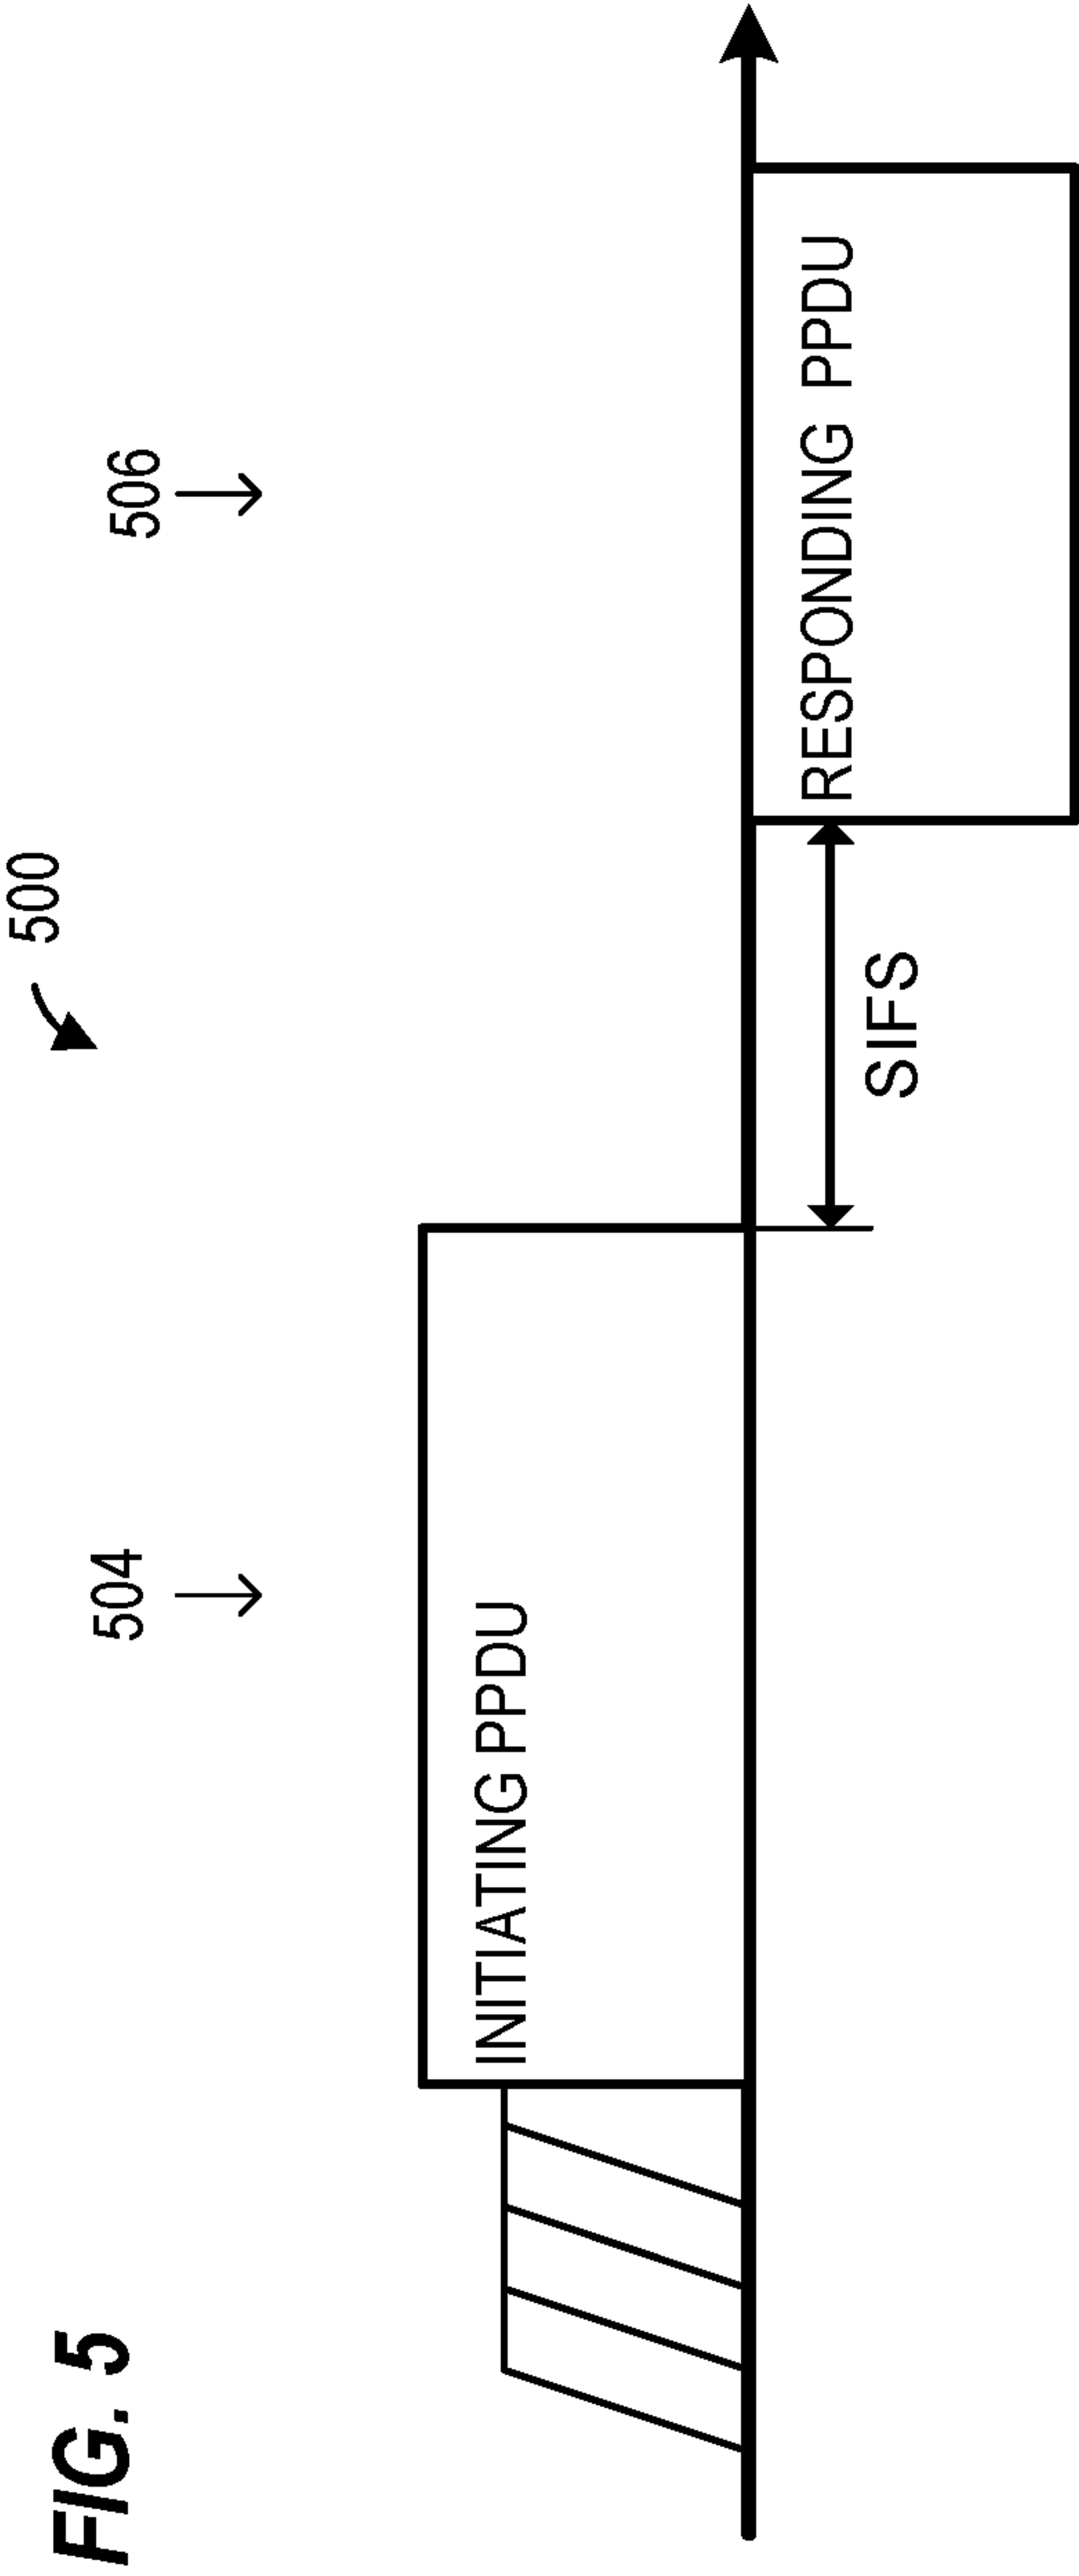 FIG. 5
500
504
506
INITIATING PPDU
SIFS
RESPONDING PPDU